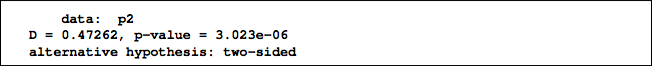 data: p2
D = 0.47262, p-value = 3.023e-06
alternative hypothesis: two-sided